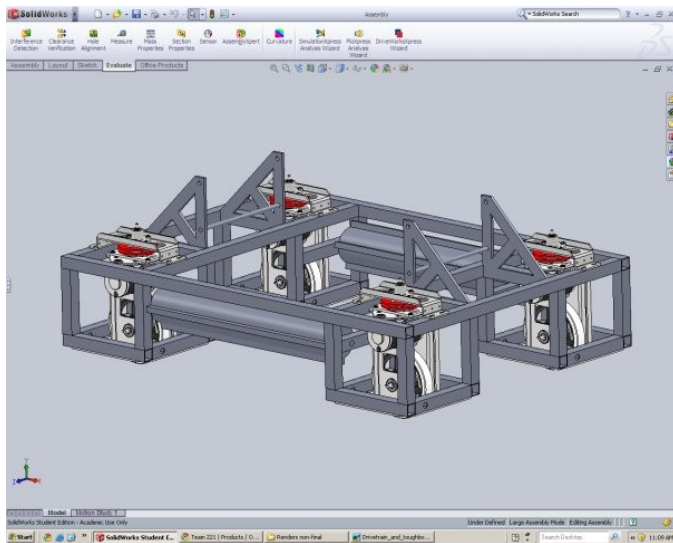 SolidWorks
Assembly
SolidWorks Search
Interference Detection
Clearance Verification
Hole Alignment
Measure
Mass Properties
Section Properties
Sensor
AssemblyXpert
Curvature
SimulationXpress Analysis Wizard
FloXpress Analysis Wizard
DriveWorksXpress Wizard
Assembly Layout Sketch Evaluate Office Products
Y
Z X
Model Motion Study 1
SolidWorks Student Edition - Academic Use Only
Under Defined Large Assembly Mode Editing Assembly
Start
SolidWorks Student E...
Team 221 | Products / O...
Renders non-final
Drivetrain_and_toughbo...
Search Desktop
11:09 AM